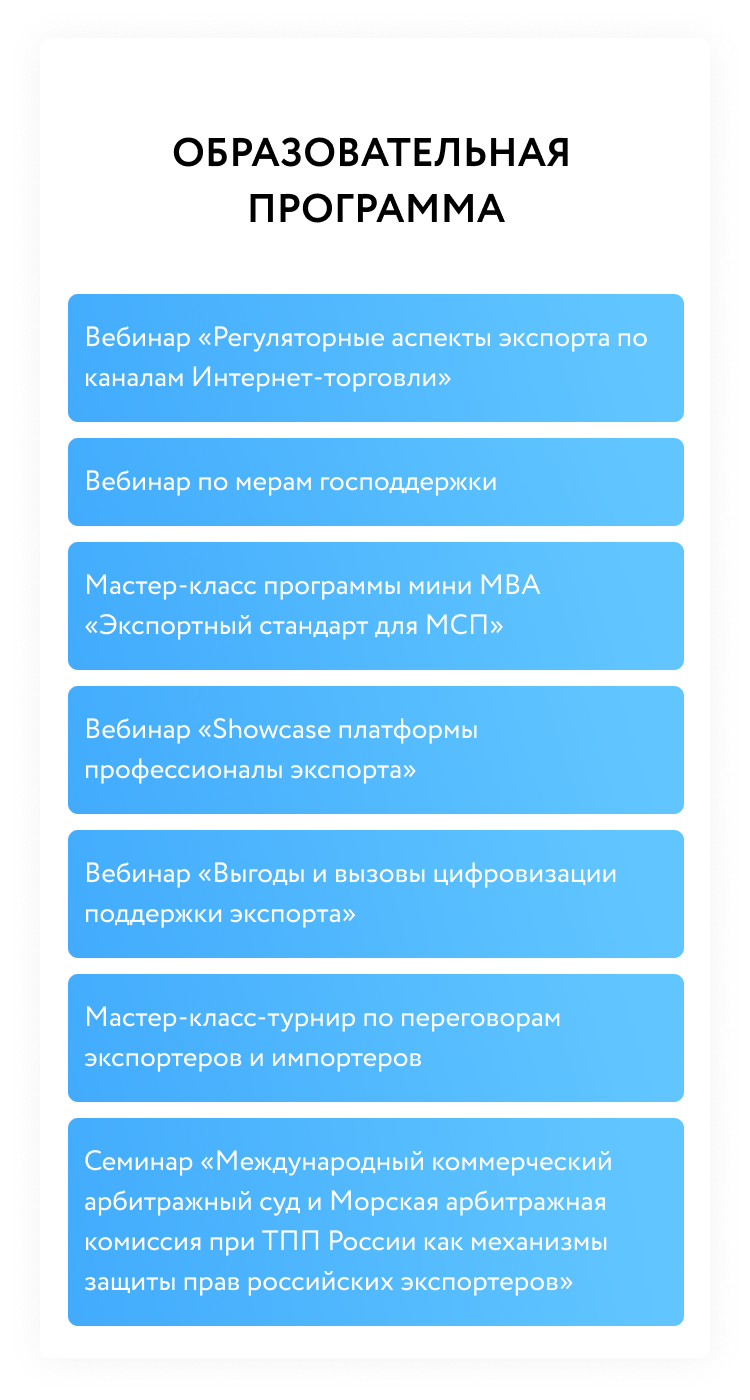 ОБРАЗОВАТЕЛЬНАЯ
ПРОГРАММА
Вебинар «Регуляторные аспекты экспорта по
каналам Интернет-торговли»
Вебинар по мерам господдержки
Мастер-класс программы мини МВА
«Экспортный стандарт для МСП»
Вебинар «Showcase платформы
профессионалы экспорта»
Вебинар «Выгоды и вызовы цифровизации
поддержки экспорта»
Мастер-класс-турнир по переговорам
экспортеров и импортеров
Семинар «Международный коммерческий
арбитражный суд и Морская арбитражная
комиссия при ТПП России как механизмы
защиты прав российских экспортеров»